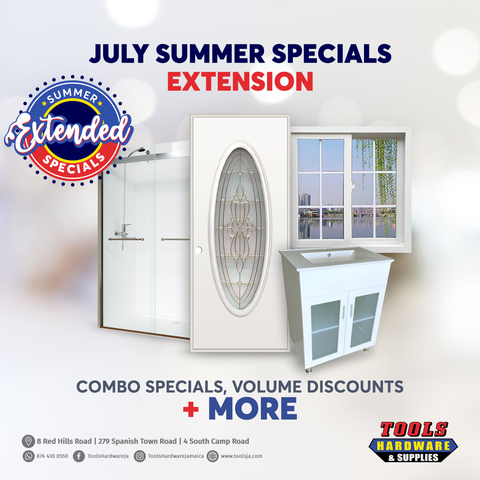 JULY SUMMER SPECIALS
EXTENSION
SUMMER
Extended
SPECIALS
COMBO SPECIALS, VOLUME DISCOUNTS
+ MORE
8 Red Hills Road | 279 Spanish Town Road | 4 South Camp Road
876 430 0550 ToolsHardwareJa ToolsHardwareJamaica www.toolsja.com
TOOLS
HARDWARE
& SUPPLIES